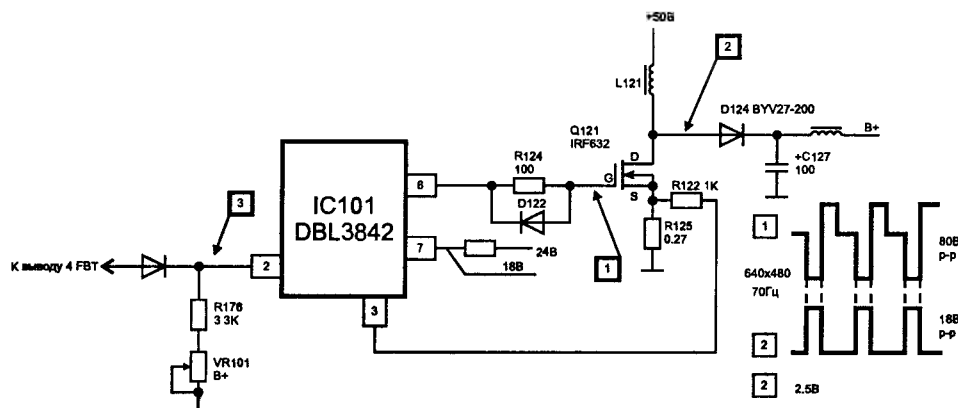 +50В
2
L121
D124 BYV27-200
B+
Q121
IRF632
+C127
100
D
G
S
R124
100
D122
R122 1K
R125
0.27
6
IC101
DBL3842
7
24В
18В
3
К выводу 4 FBT
2
1
3
R176
3 3K
VR101
B+
1
80В
p-p
640x480
70Гц
18В
p-p
2
2
2.5В